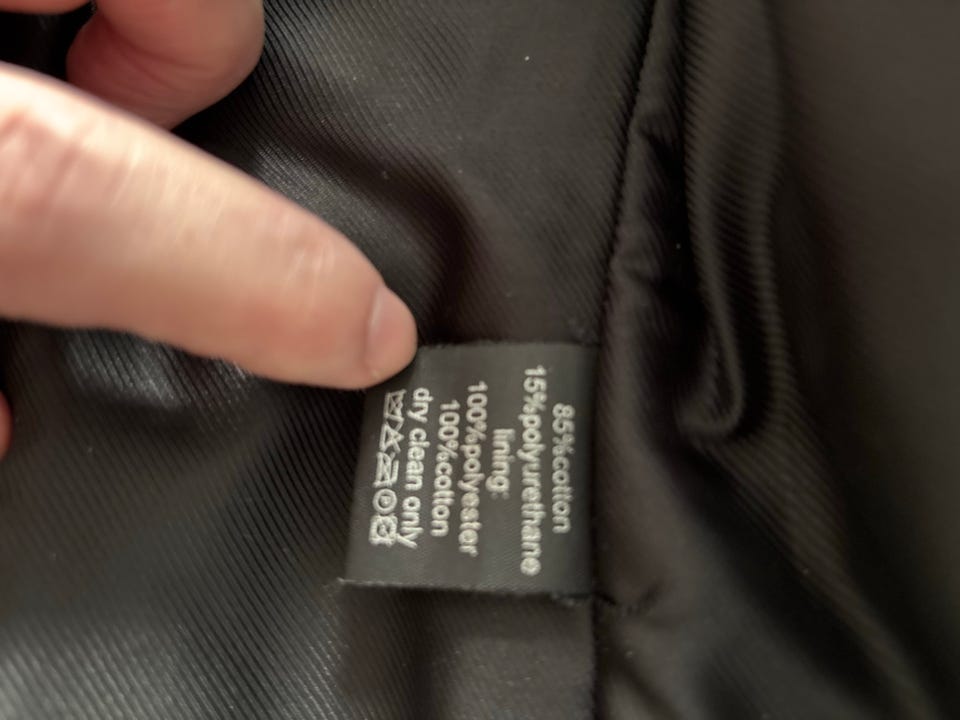 85%cotton
15%polyurethane
lining:
100%polyester
100%cotton
dry clean only